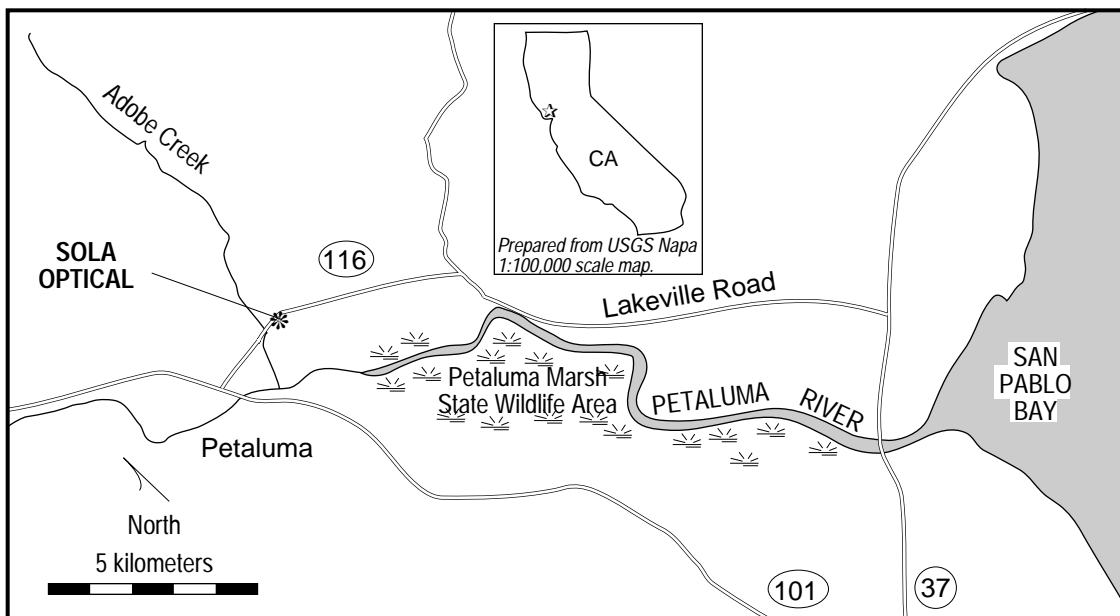 Adobe Creek
SOLA
OPTICAL
116
CA
Prepared from USGS Napa
1:100,000 scale map.
Lakeville Road
SAN
PABLO
BAY
Petaluma Marsh
State Wildlife Area
PETALUMA RIVER
Petaluma
North
5 kilometers
101
37